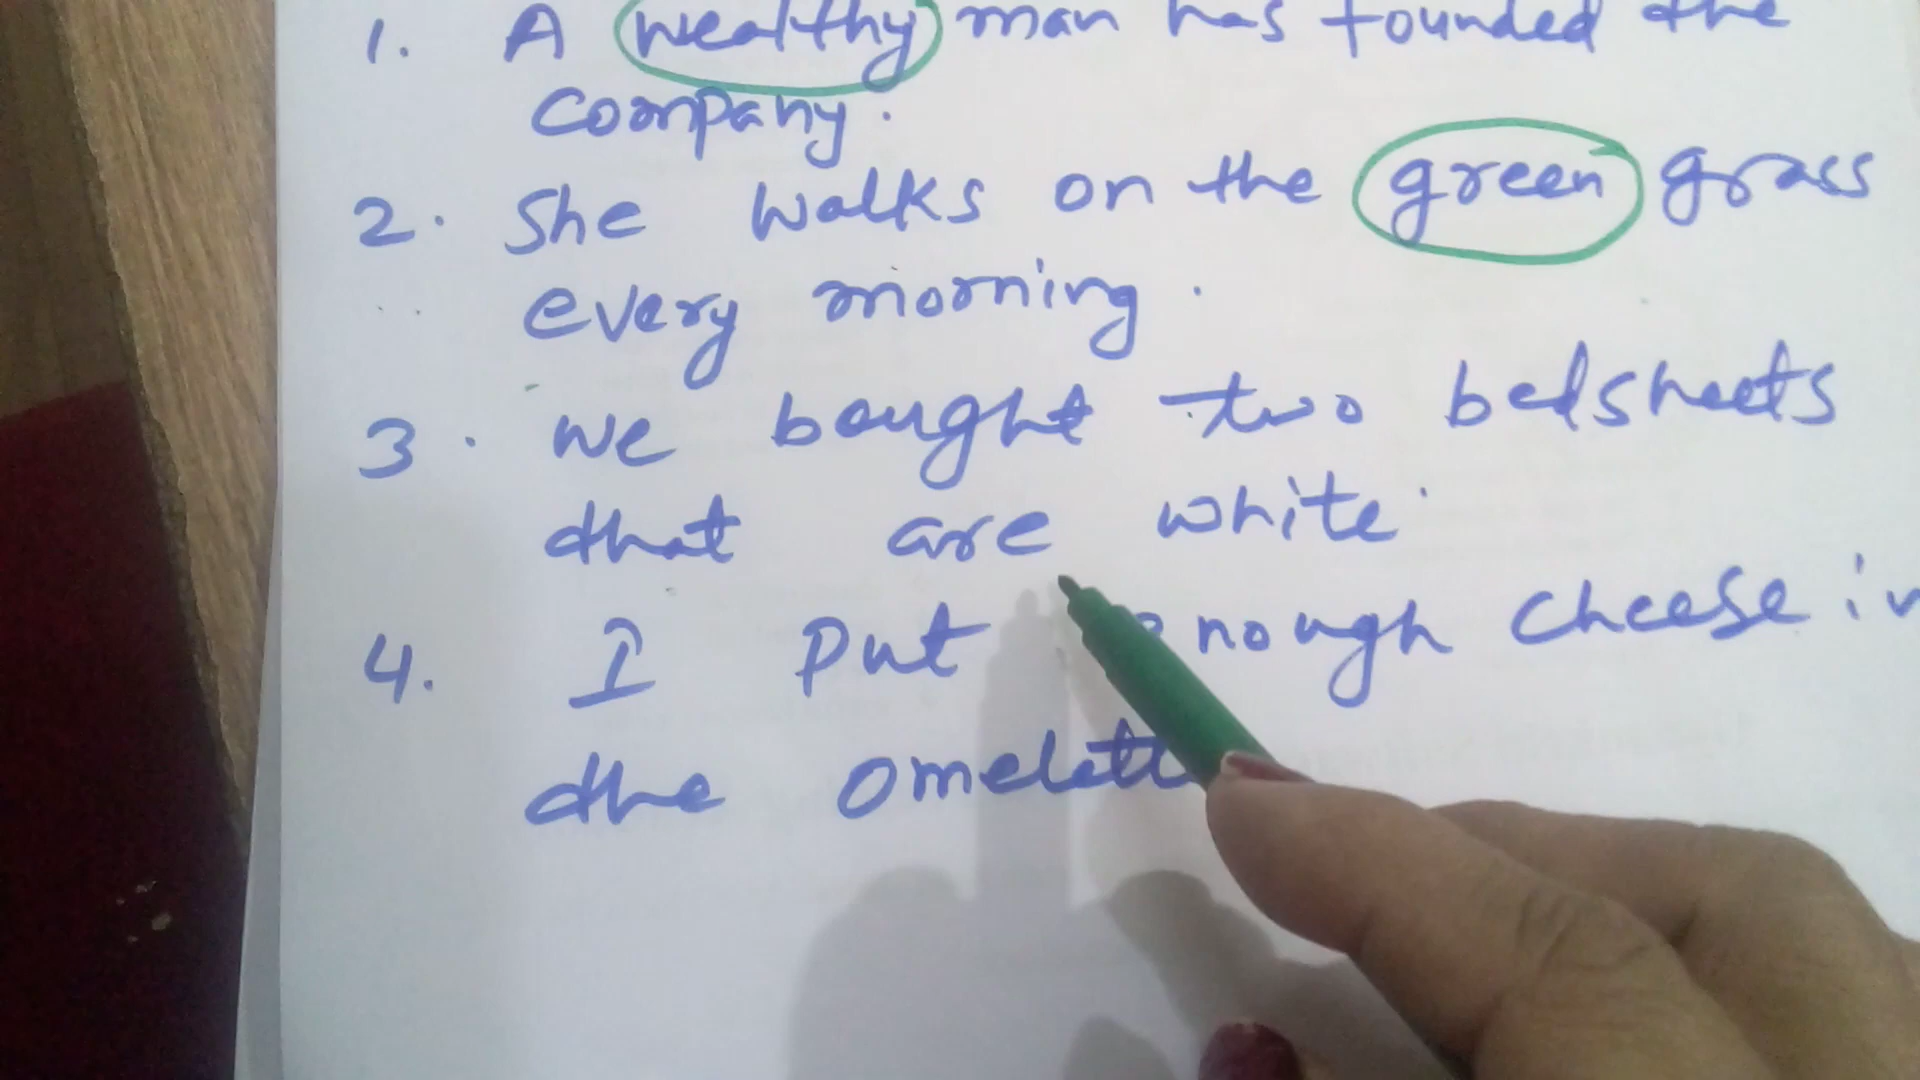 1. A wealthy man has founded the
company.
2. She walks on the green grass
every morning.
3. We bought two bedsheets
that are white.
4. I put enough cheese in
the omelette